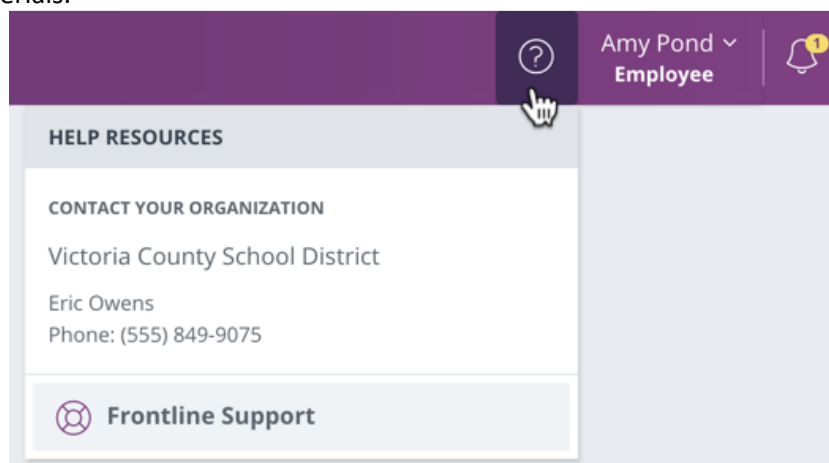 ?
Amy Pond
1
Employee
HELP RESOURCES
CONTACT YOUR ORGANIZATION
Victoria County School District
Eric Owens
Phone: (555) 849-9075
Frontline Support